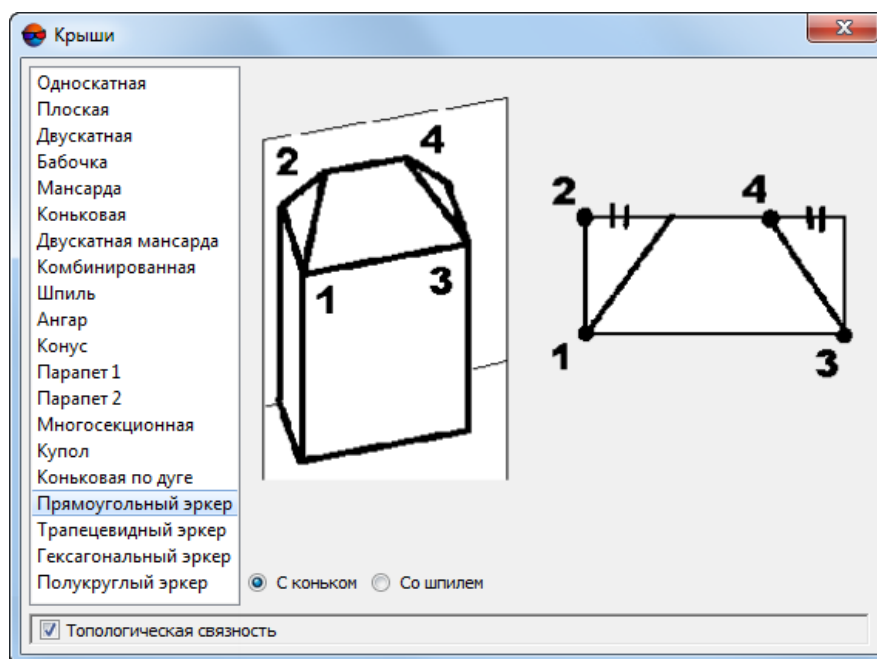 Крыши
Односкатная
Плоская
Двускатная
Бабочка
Мансарда
Коньковая
Двускатная мансарда
Комбинированная
Шпиль
Ангар
Конус
Парапет 1
Парапет 2
Многосекционная
Купол
Коньковая по дуге
Прямоугольный эркер
Трапецевидный эркер
Гексагональный эркер
Полукруглый эркер
2 4
1 3
2 4
1 3
С коньком Со шпилем
Топологическая связность